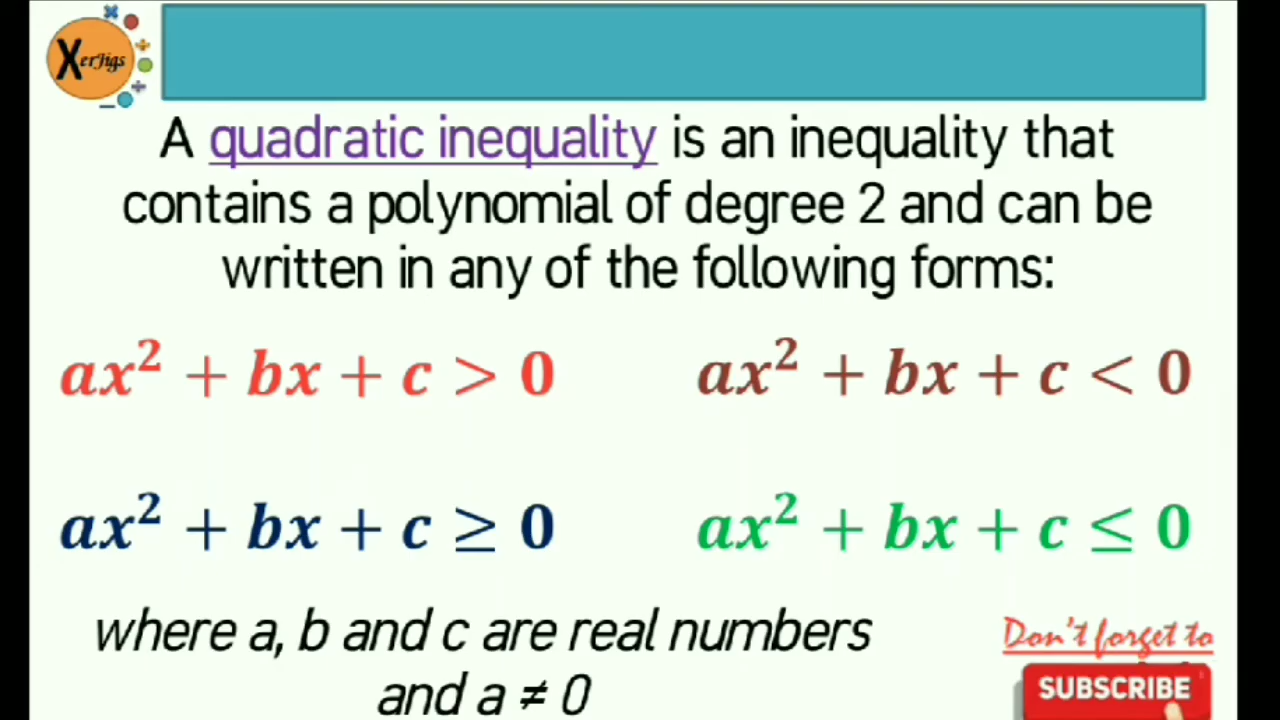 XerJigs
A quadratic inequality is an inequality that
contains a polynomial of degree 2 and can be
written in any of the following forms:
ax² + bx + c > 0
ax² + bx + c < 0
ax² + bx + c ≥ 0
ax² + bx + c ≤ 0
where a, b and c are real numbers
and a ≠ 0
Don't forget to
SUBSCRIBE